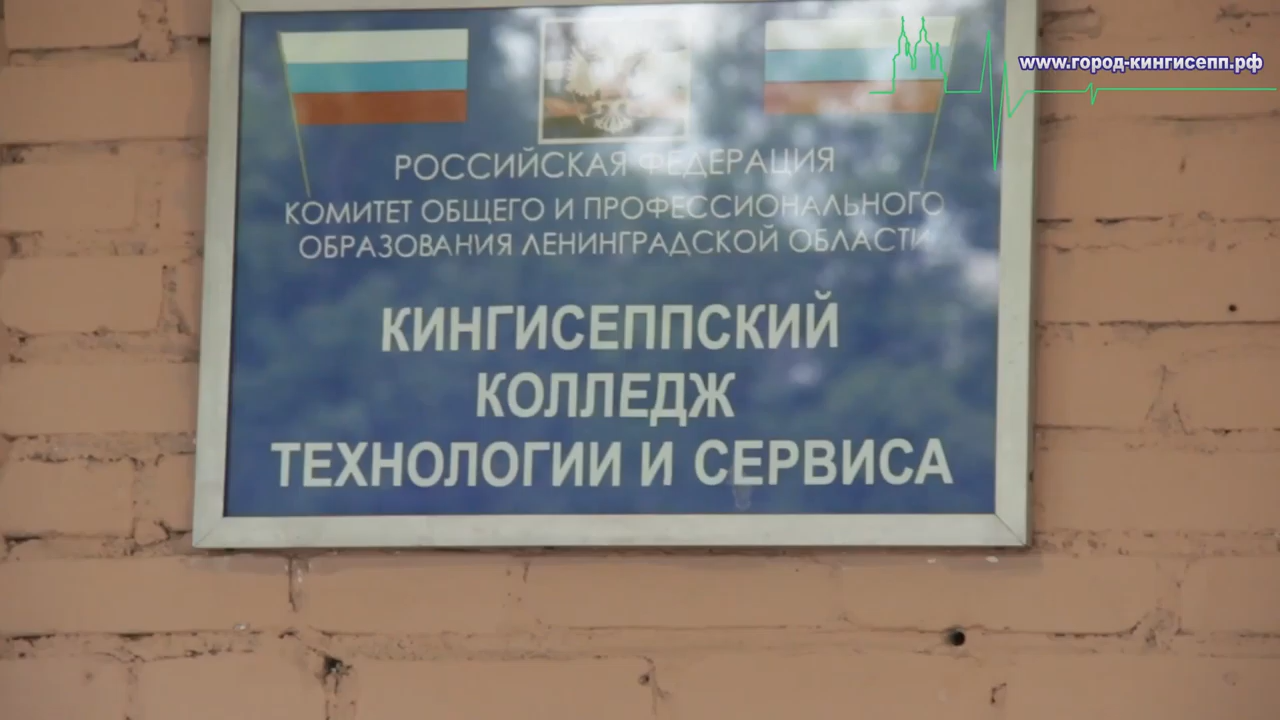 www.город-кингисепп.рф
РОССИЙСКАЯ ФЕДЕРАЦИЯ
КОМИТЕТ ОБЩЕГО И ПРОФЕССИОНАЛЬНОГО
ОБРАЗОВАНИЯ ЛЕНИНГРАДСКОЙ ОБЛАСТИ
КИНГИСЕППСКИЙ
КОЛЛЕДЖ
ТЕХНОЛОГИИ И СЕРВИСА